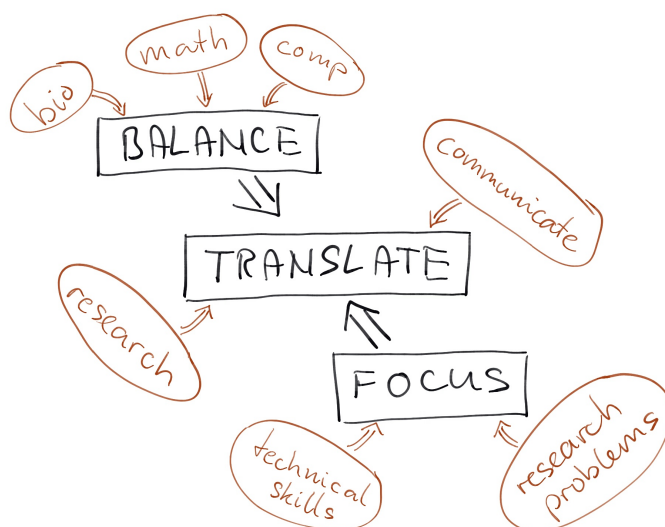 math
comp
bio
BALANCE
communicate
TRANSLATE
research
FOCUS
technical
skills
research
problems